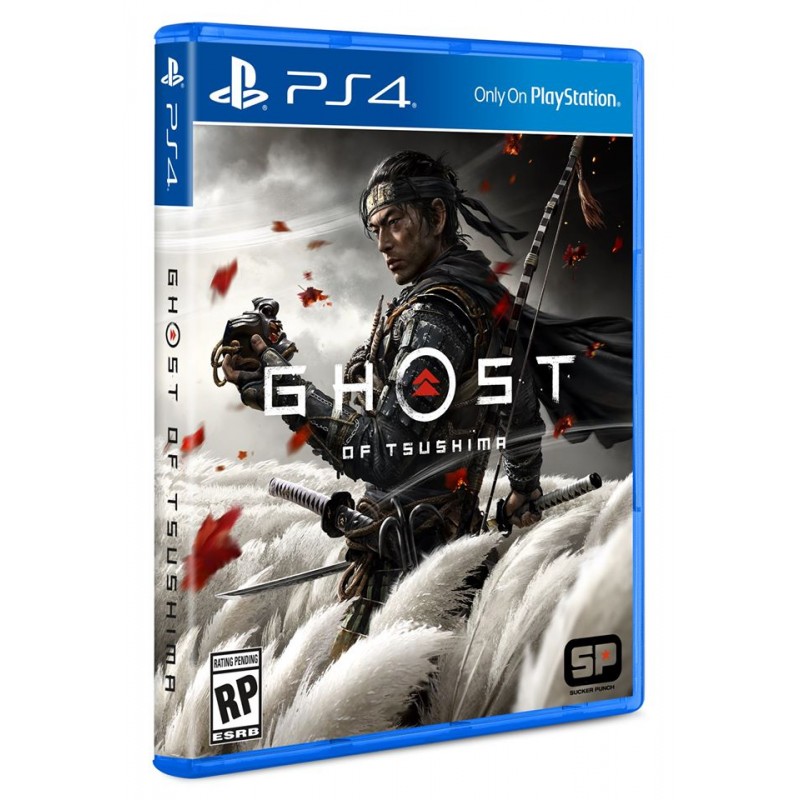 PS4
Only On PlayStation
PS4
GHOST OF TSUSHIMA
GHOST
OF TSUSHIMA
RATING PENDING
RP
ESRB
SP
SUCKER PUNCH